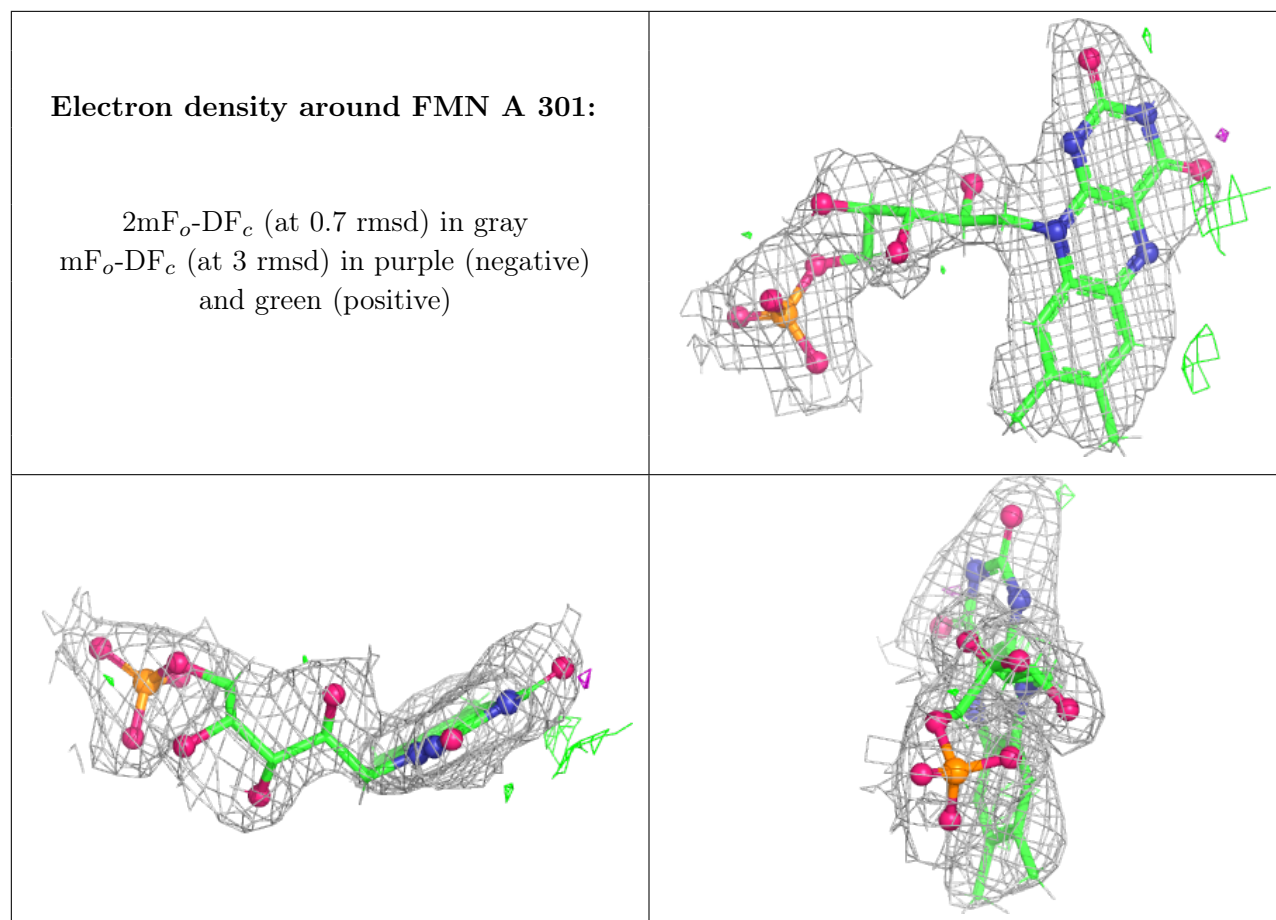 Electron density around FMN A 301:
2mFo-DFc (at 0.7 rmsd) in gray
mFo-DFc (at 3 rmsd) in purple (negative)
and green (positive)